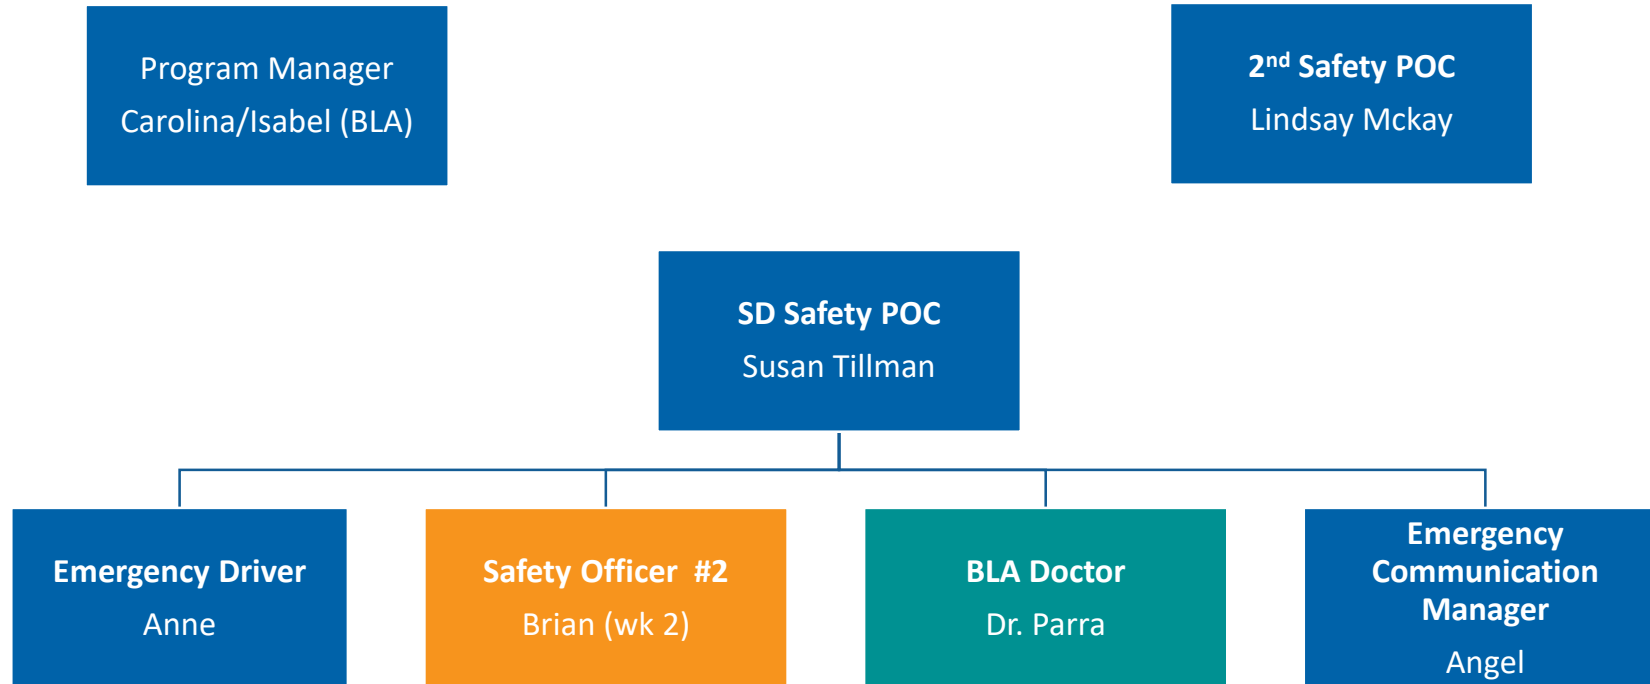 Program Manager
Carolina/Isabel (BLA)
2nd Safety POC
Lindsay Mckay
SD Safety POC
Susan Tillman
Emergency Driver
Anne
Safety Officer  #2
Brian (wk 2)
BLA Doctor
Dr. Parra
Emergency
Communication
Manager
Angel